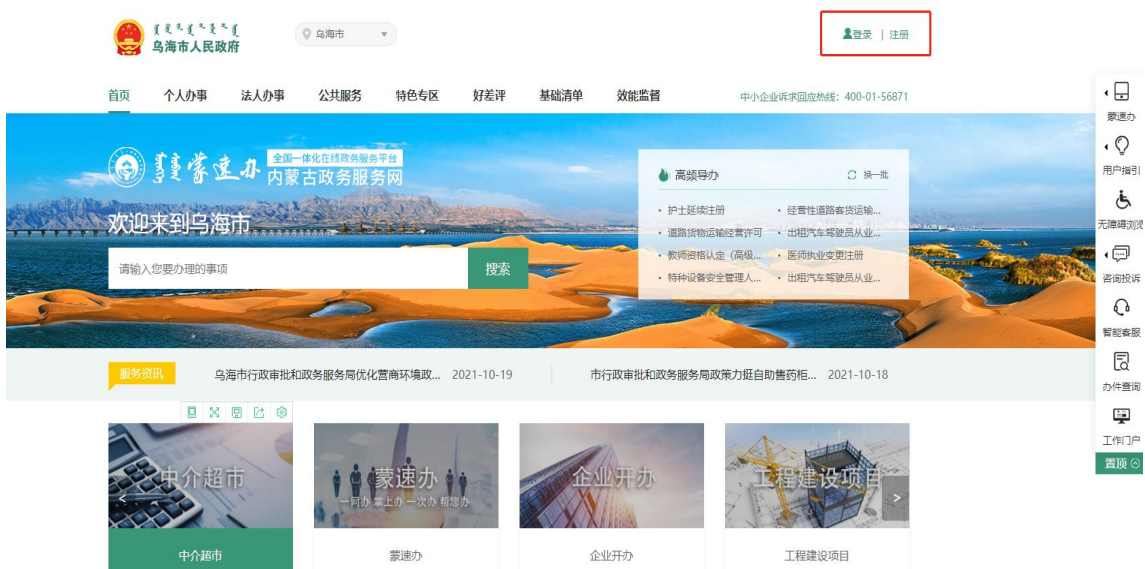 乌海市人民政府
乌海市
登录 | 注册
首页 个人办事 法人办事 公共服务 特色专区 好差评 基础清单 效能监督
中小企业诉求回应热线：400-01-56871
蒙速办
全国一体化在线政务服务平台
内蒙古政务服务网
欢迎来到乌海市
请输入您要办理的事项
搜索
高频导办
换一批
· 护士延续注册
· 经营性道路客货运输...
· 道路货物运输经营许可
· 出租汽车驾驶员从业...
· 教师资格认定（高级...
· 医师执业变更注册
· 特种设备安全管理人...
· 出租汽车驾驶员从业...
服务资讯
乌海市行政审批和政务服务局优化营商环境政... 2021-10-19
市行政审批和政务服务局政策力挺自助售药柜... 2021-10-18
中介超市
蒙速办
一网办 掌上办 一次办 帮您办
企业开办
工程建设项目
中介超市
蒙速办
企业开办
工程建设项目
蒙速办
用户指引
无障碍浏览
咨询投诉
智能客服
办件查询
工作门户
置顶